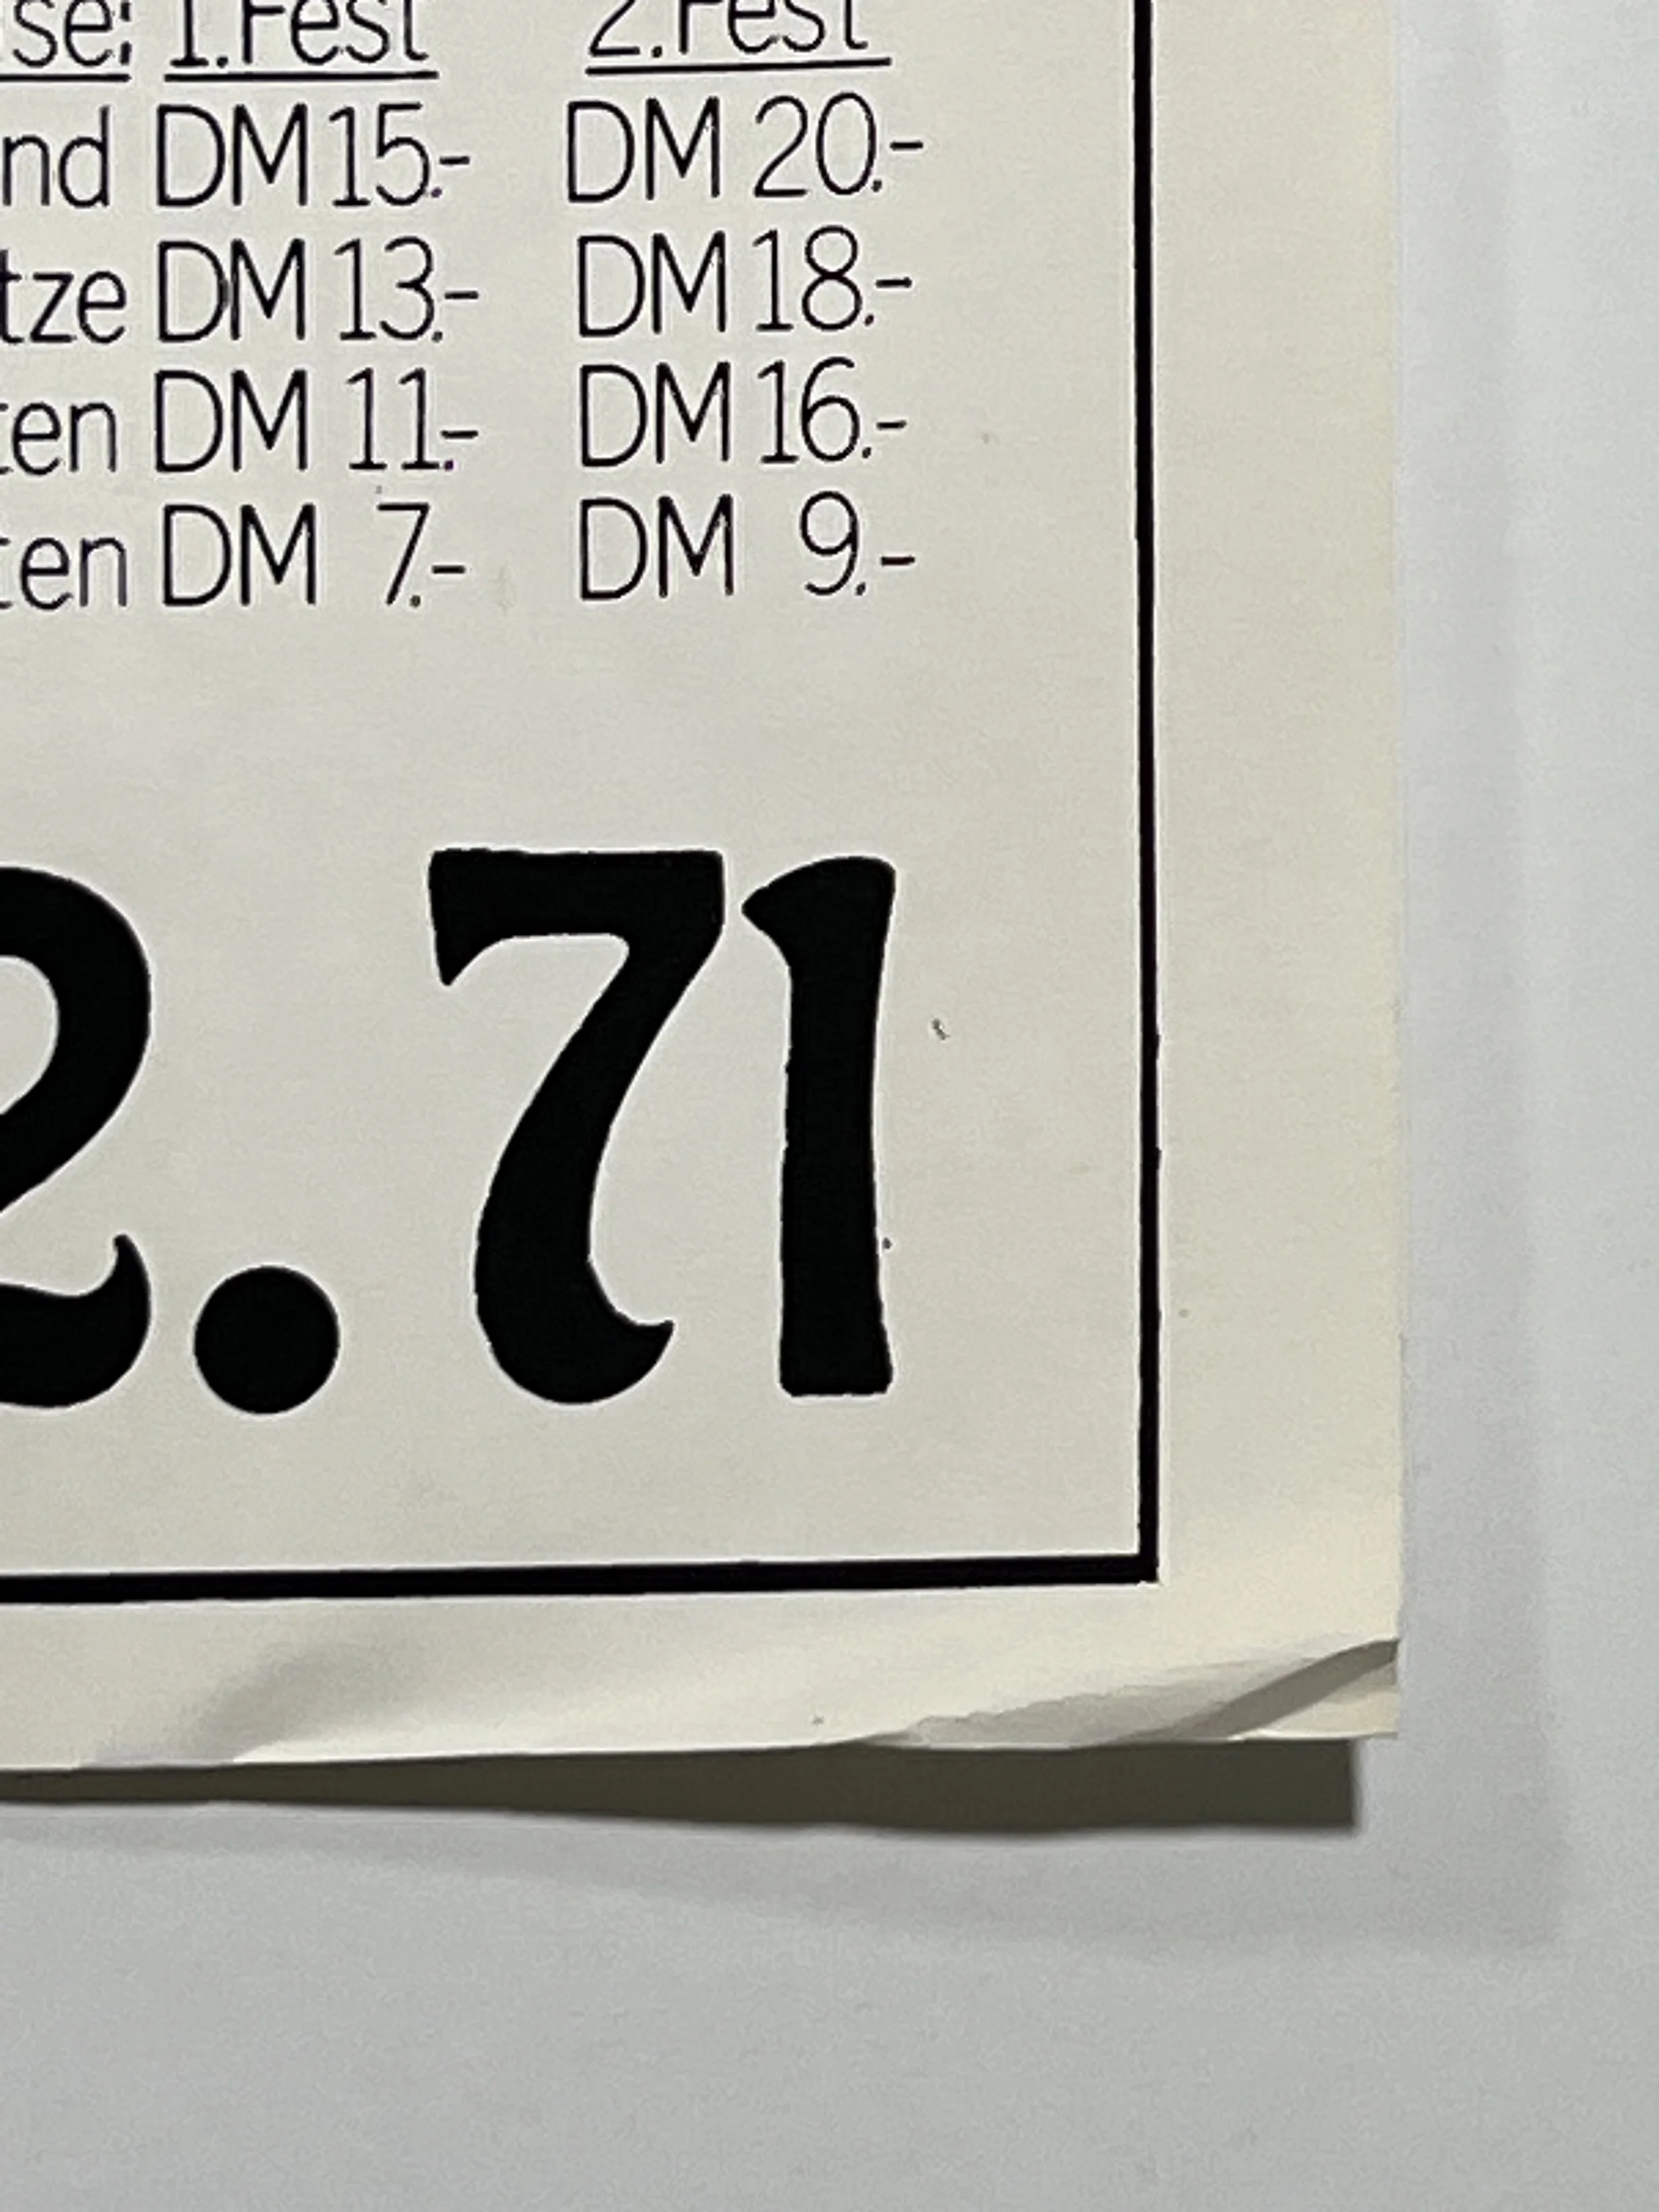 se: 1.Fest 2.Fest
nd DM 15.- DM 20.-
tze DM 13.- DM 18.-
ten DM 11.- DM 16.-
ten DM 7.- DM 9.-
2. 71